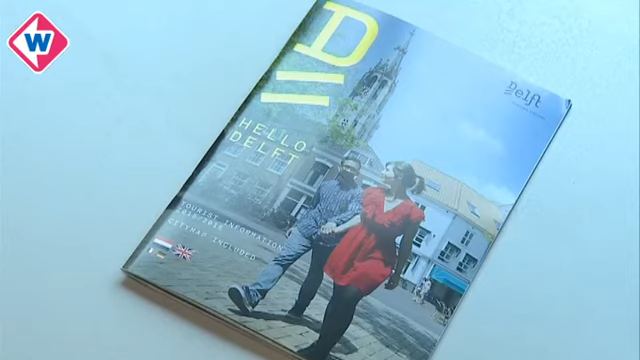 W
D
HELLO
DELFT
TOURIST INFORMATION
CITYMAP INCLUDED
Delft